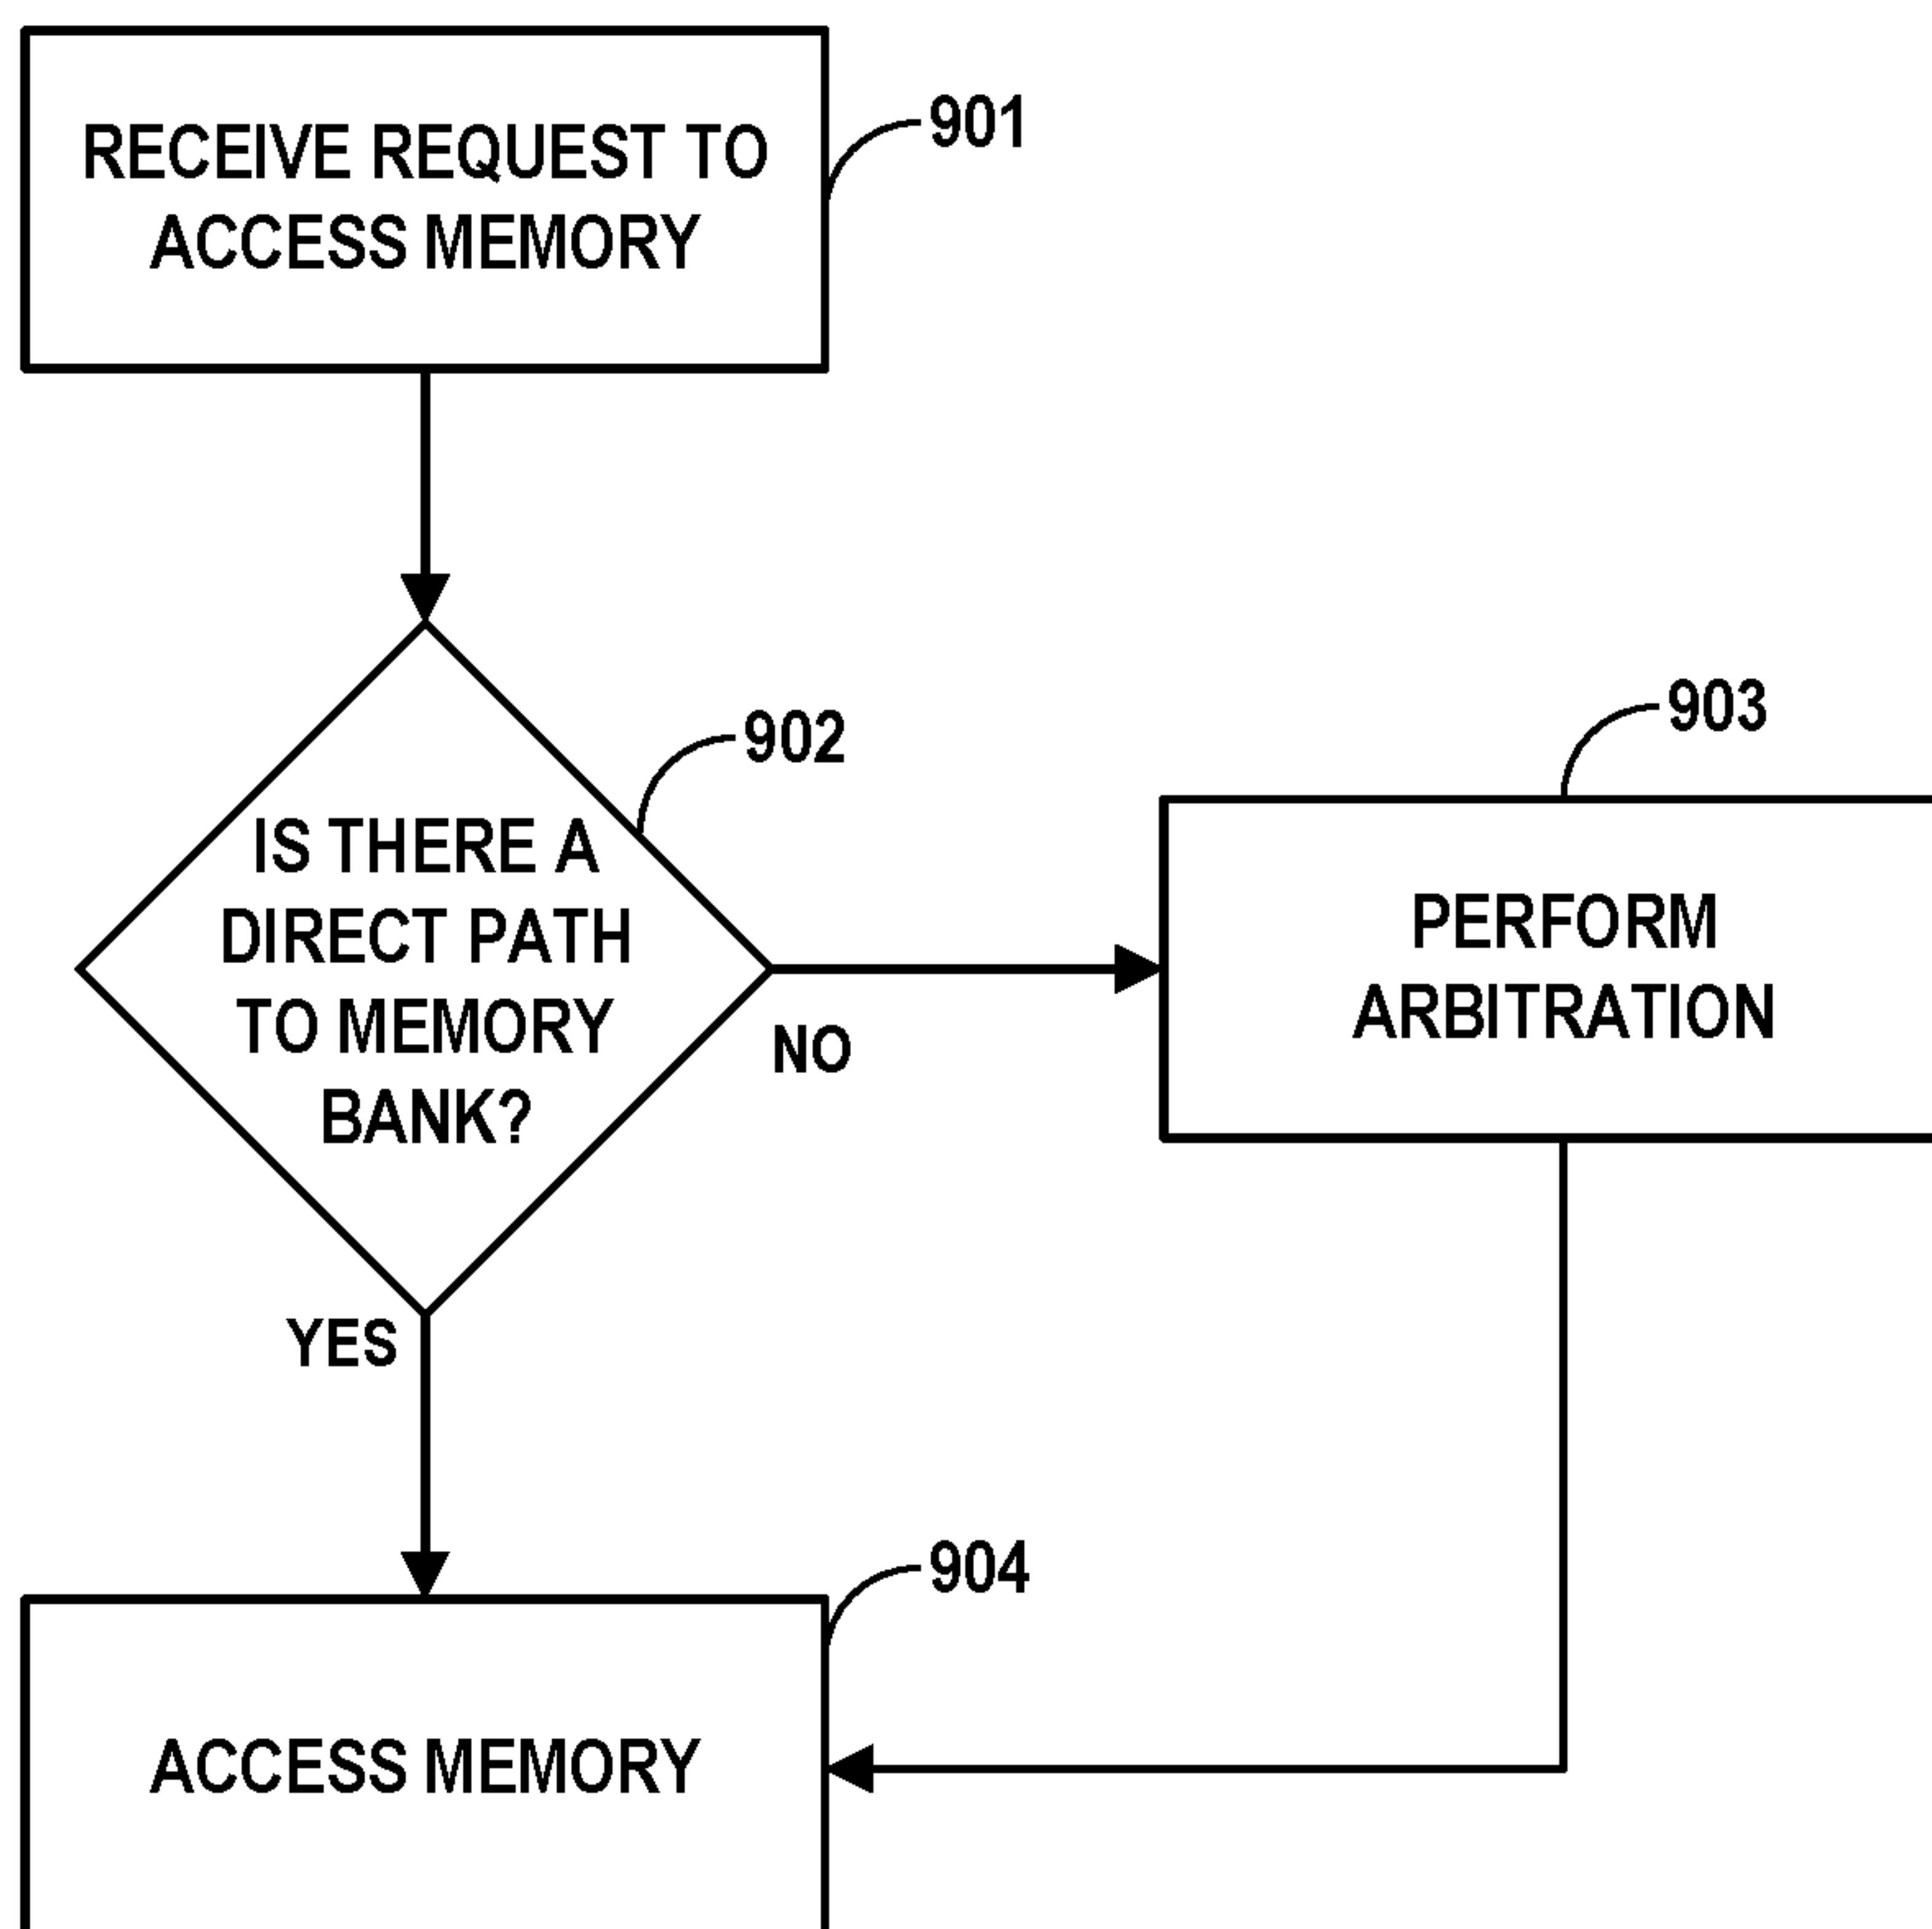 RECEIVE REQUEST TO
ACCESS MEMORY
901
IS THERE A
DIRECT PATH
TO MEMORY
BANK?
902
NO
903
PERFORM
ARBITRATION
YES
904
ACCESS MEMORY